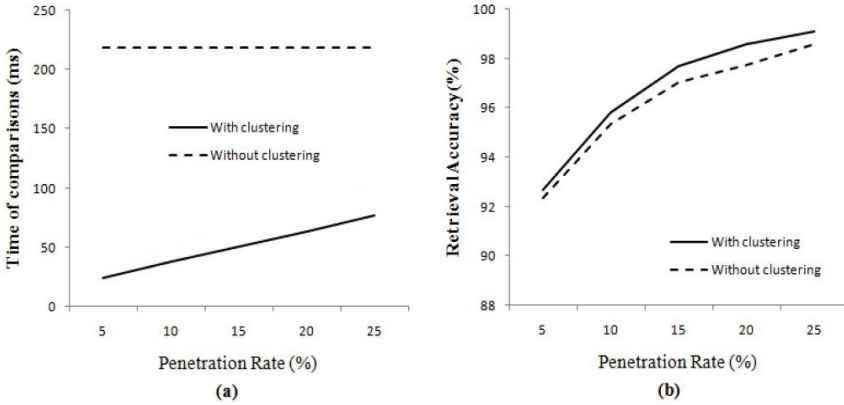 250
200
150
100
50
0
Time of comparisons (ms)
With clustering
Without clustering
5 10 15 20 25
Penetration Rate (%)
(a)
100
98
96
94
92
90
88
Retrieval Accuracy (%)
With clustering
Without clustering
5 10 15 20 25
Penetration Rate (%)
(b)